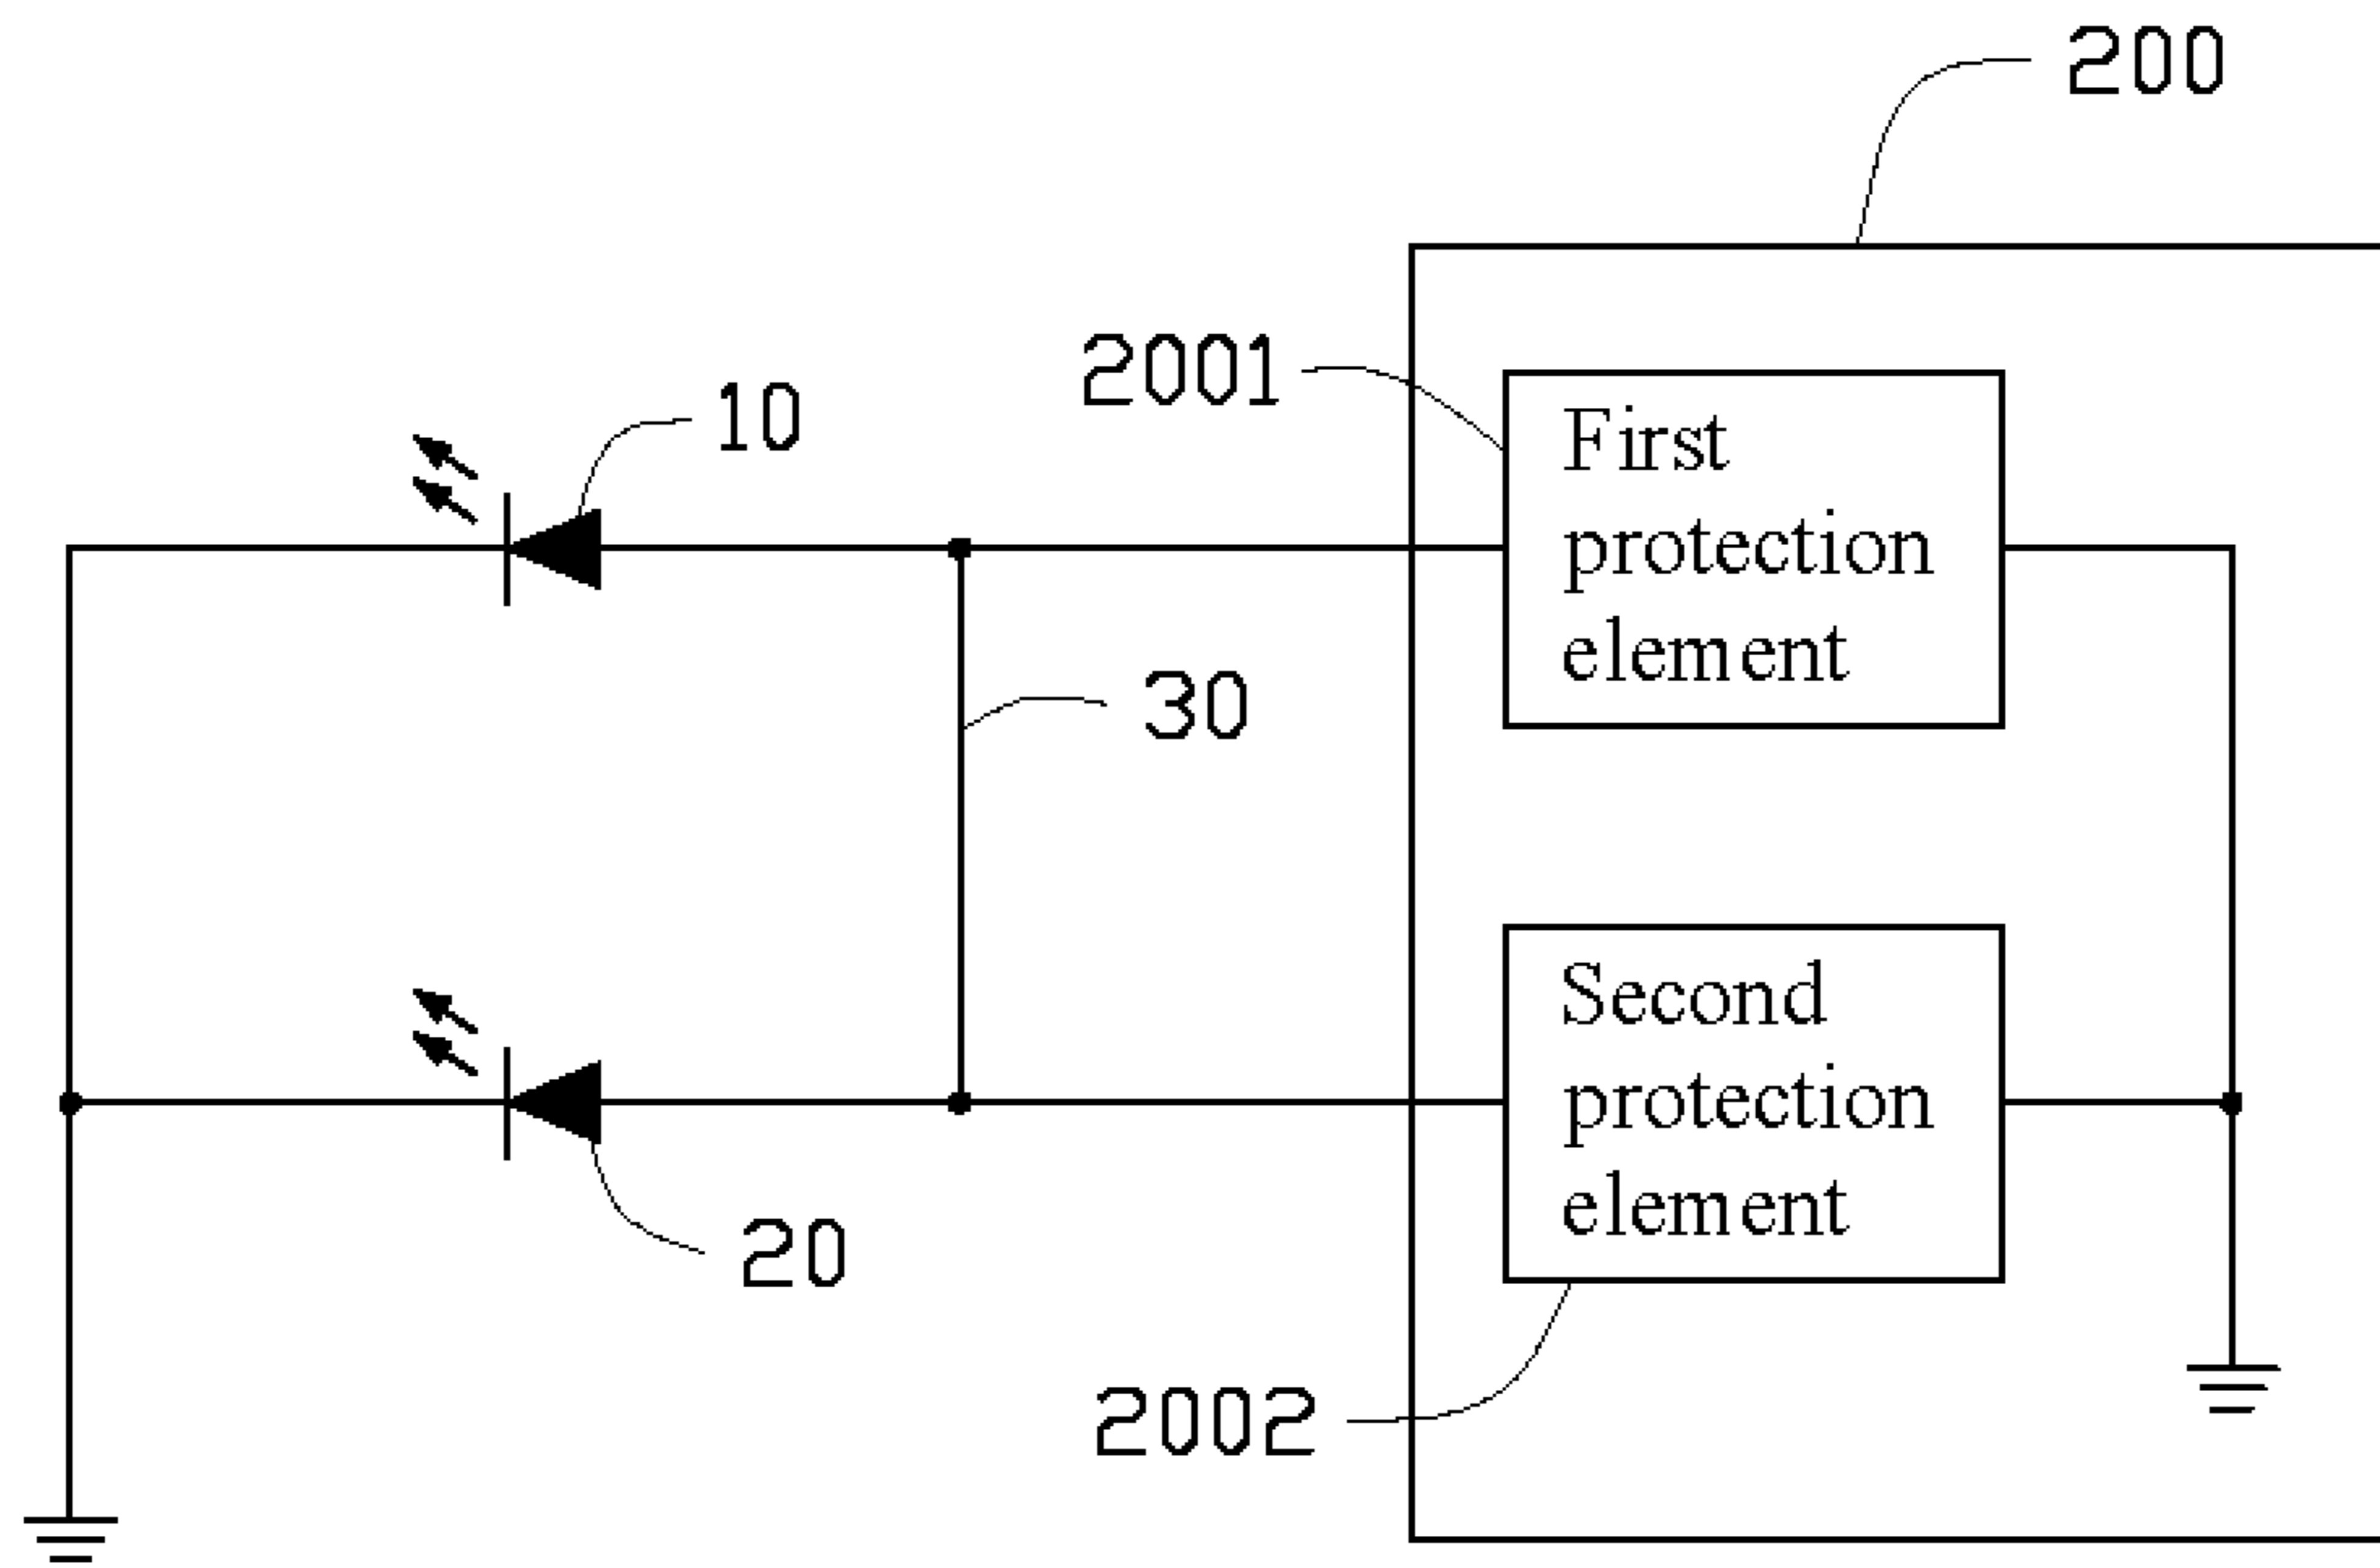 200
2001
10
First
protection
element
30
Second
protection
element
20
2002